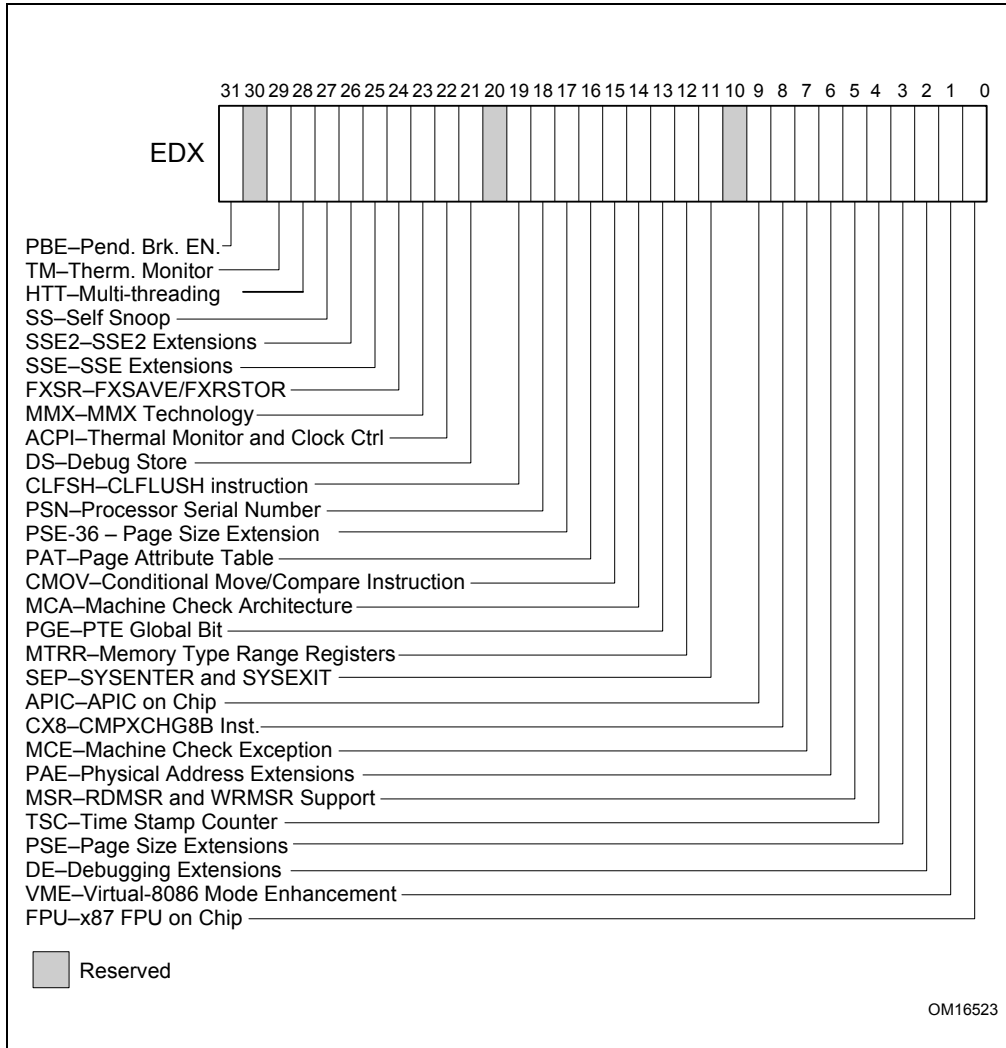 31 30 29 28 27 26 25 24 23 22 21 20 19 18 17 16 15 14 13 12 11 10 9 8 7 6 5 4 3 2 1 0
EDX
PBE–Pend. Brk. EN.
TM–Therm. Monitor
HTT–Multi-threading
SS–Self Snoop
SSE2–SSE2 Extensions
SSE–SSE Extensions
FXSR–FXSAVE/FXRSTOR
MMX–MMX Technology
ACPI–Thermal Monitor and Clock Ctrl
DS–Debug Store
CLFSH–CLFLUSH instruction
PSN–Processor Serial Number
PSE-36 – Page Size Extension
PAT–Page Attribute Table
CMOV–Conditional Move/Compare Instruction
MCA–Machine Check Architecture
PGE–PTE Global Bit
MTRR–Memory Type Range Registers
SEP–SYSENTER and SYSEXIT
APIC–APIC on Chip
CX8–CMPXCHG8B Inst.
MCE–Machine Check Exception
PAE–Physical Address Extensions
MSR–RDMSR and WRMSR Support
TSC–Time Stamp Counter
PSE–Page Size Extensions
DE–Debugging Extensions
VME–Virtual-8086 Mode Enhancement
FPU–x87 FPU on Chip
Reserved
OM16523